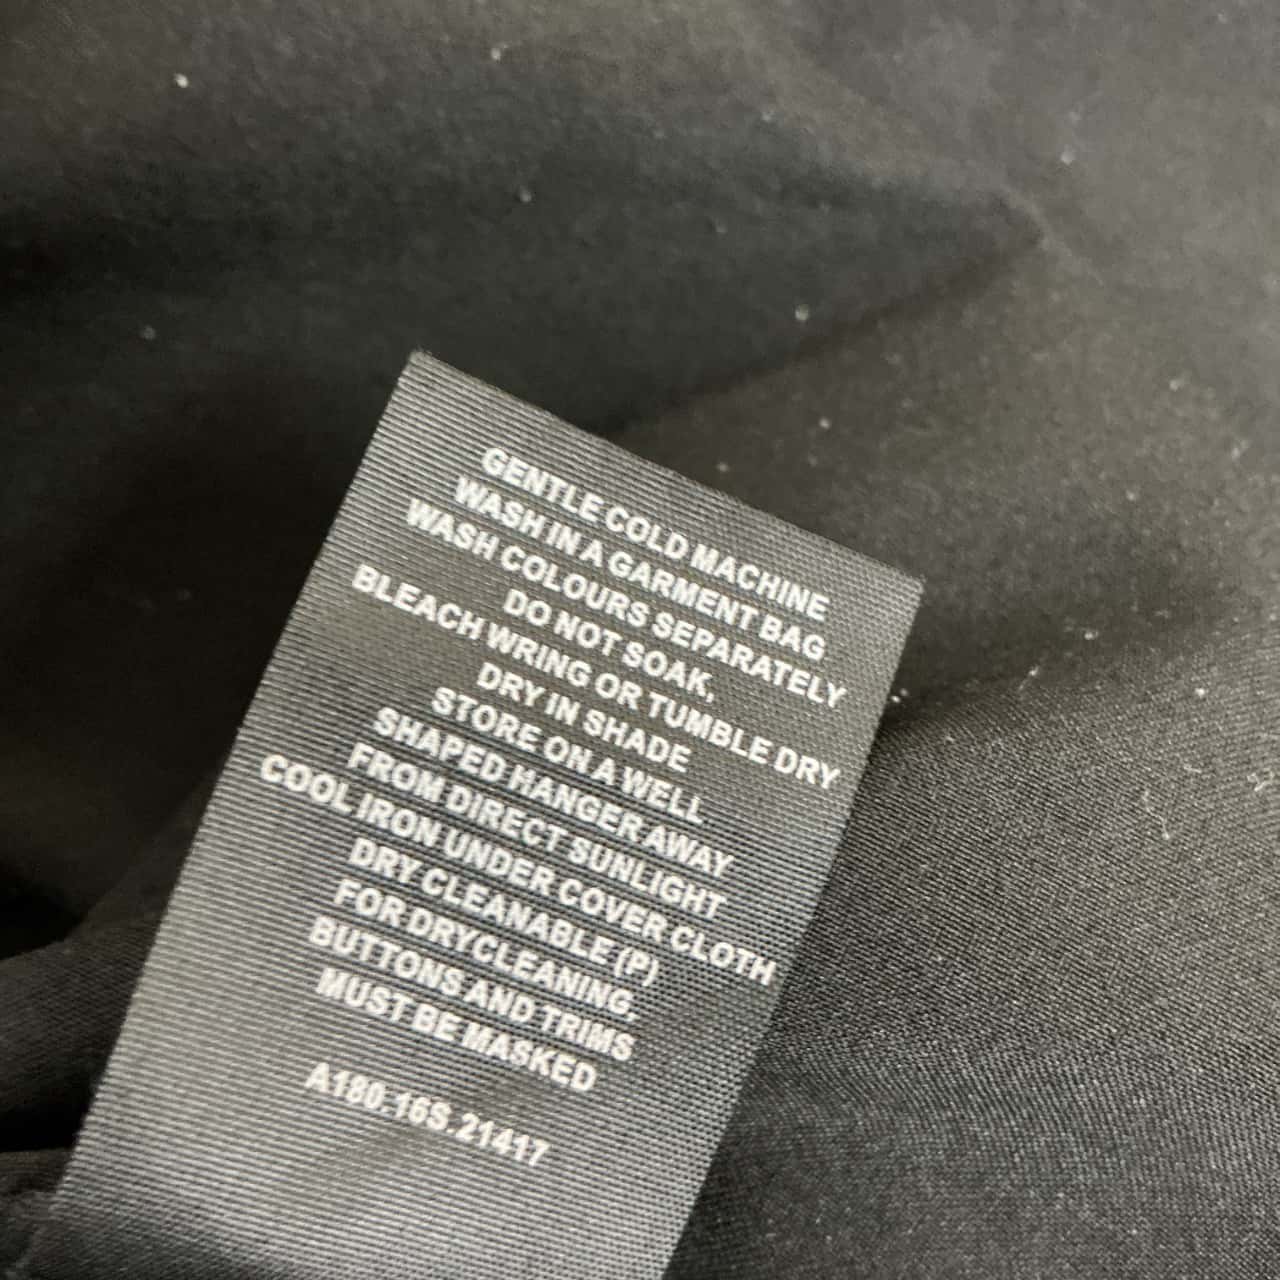 GENTLE COLD MACHINE
WASH IN A GARMENT BAG
WASH COLOURS SEPARATELY
DO NOT SOAK,
BLEACH WRING OR TUMBLE DRY
DRY IN SHADE
STORE ON A WELL
SHAPED HANGER AWAY
FROM DIRECT SUNLIGHT
COOL IRON UNDER COVER CLOTH
DRY CLEANABLE (P)
FOR DRYCLEANING,
BUTTONS AND TRIMS
MUST BE MASKED
A180.16S.21417